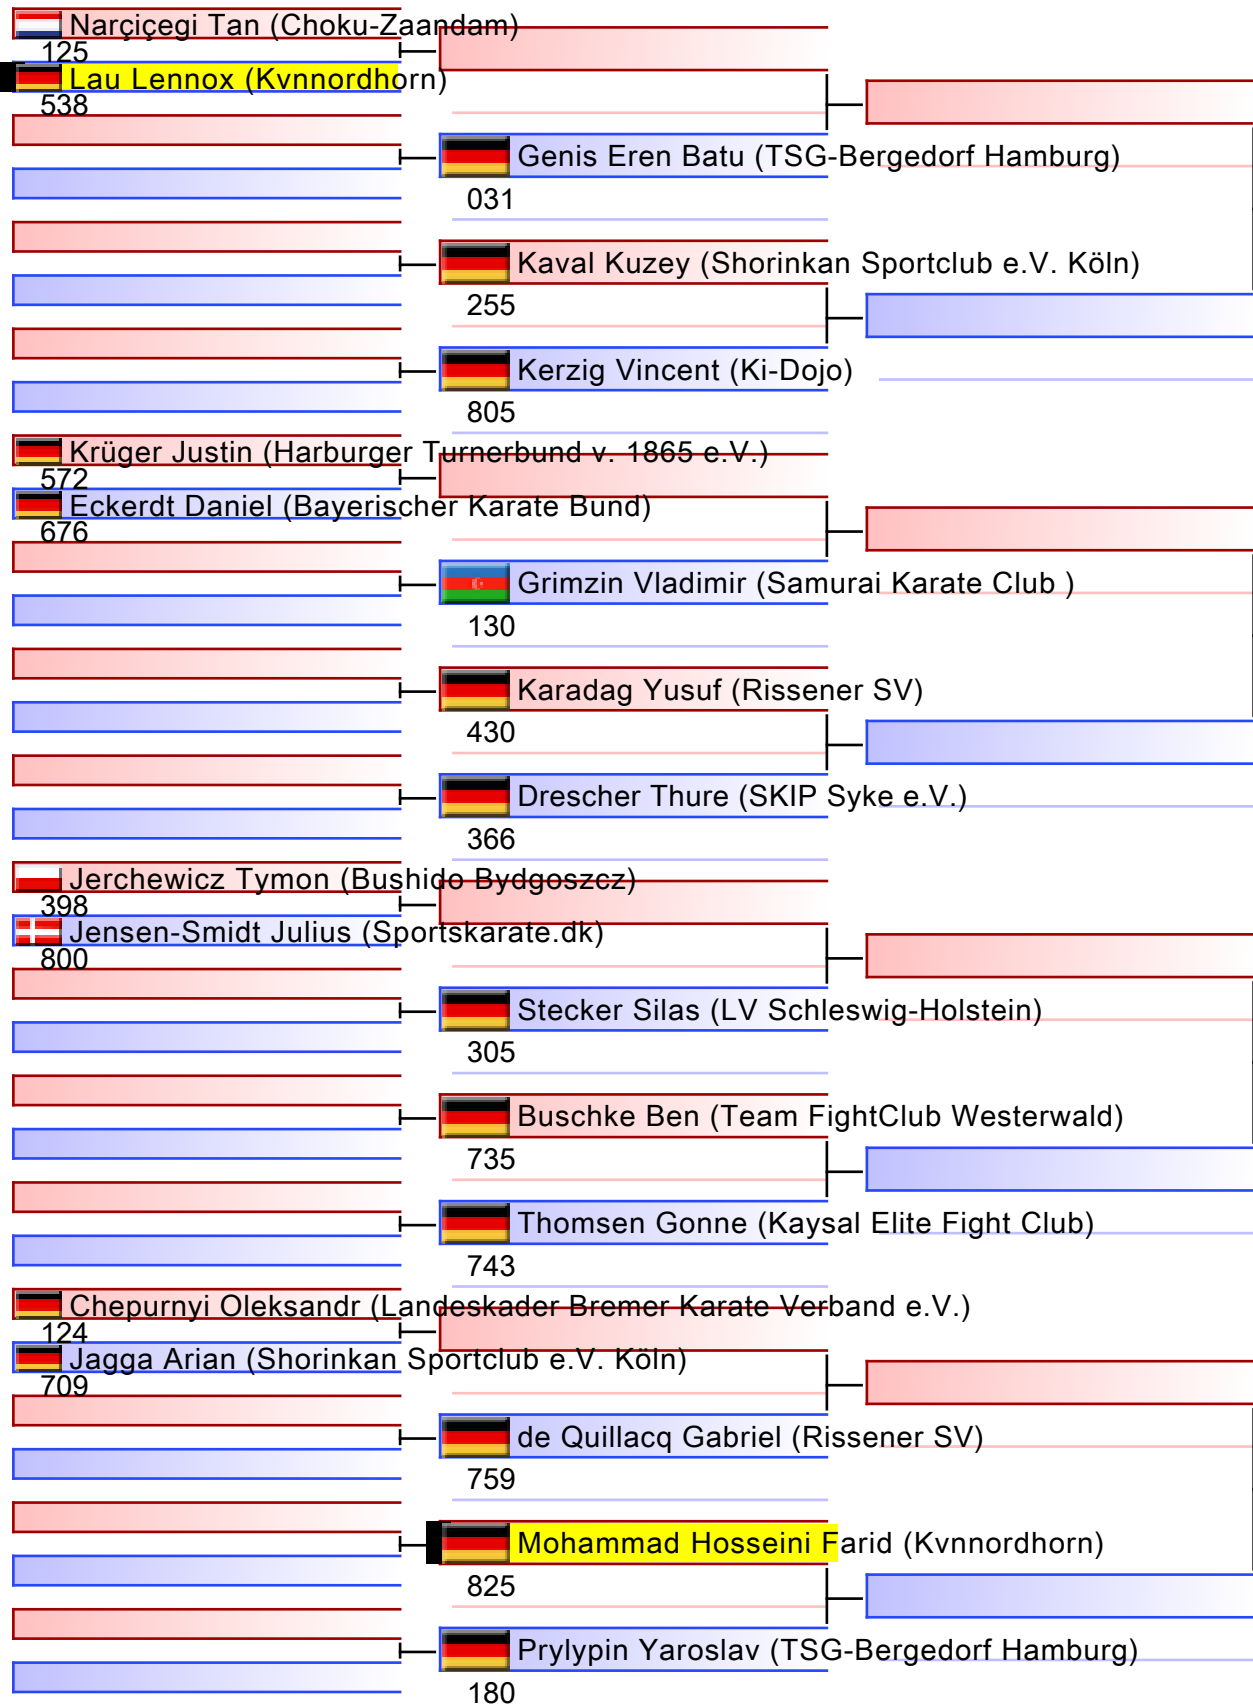 Narçiçegi Tan (Choku-Zaandam)
125
Lau Lennox (Kvnnordhorn)
538
Genis Eren Batu (TSG-Bergedorf Hamburg)
031
Kaval Kuzey (Shorinkan Sportclub e.V. Köln)
255
Kerzig Vincent (Ki-Dojo)
805
Krüger Justin (Harburger Turnerbund v. 1865 e.V.)
572
Eckerdt Daniel (Bayerischer Karate Bund)
676
Grimzin Vladimir (Samurai Karate Club )
130
Karadag Yusuf (Rissener SV)
430
Drescher Thure (SKIP Syke e.V.)
366
Jerchewicz Tymon (Bushido Bydgoszcz)
398
Jensen-Smidt Julius (Sportskarate.dk)
800
Stecker Silas (LV Schleswig-Holstein)
305
Buschke Ben (Team FightClub Westerwald)
735
Thomsen Gonne (Kaysal Elite Fight Club)
743
Chepurnyi Oleksandr (Landeskader Bremer Karate Verband e.V.)
124
Jagga Arian (Shorinkan Sportclub e.V. Köln)
709
de Quillacq Gabriel (Rissener SV)
759
Mohammad Hosseini Farid (Kvnnordhorn)
825
Prylypin Yaroslav (TSG-Bergedorf Hamburg)
180